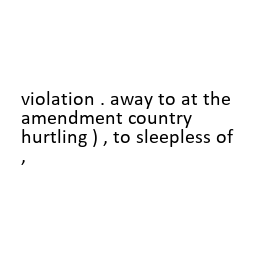 violation . away to at the
amendment country
hurtling ) , to sleepless of
,